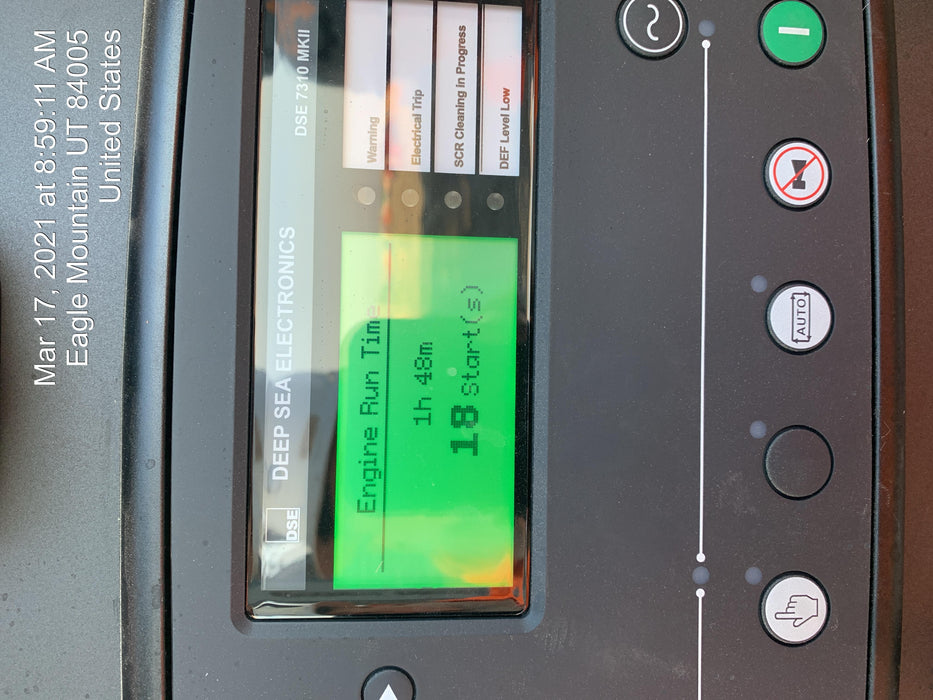 Mar 17, 2021 at 8:59:11 AM
Eagle Mountain UT 84005
United States
DSE
DEEP SEA ELECTRONICS
DSE 7310 MKII
Engine Run Time
1h 48m
18 Start(s)
Warning
Electrical Trip
SCR Cleaning in Progress
DEF Level Low
AUTO